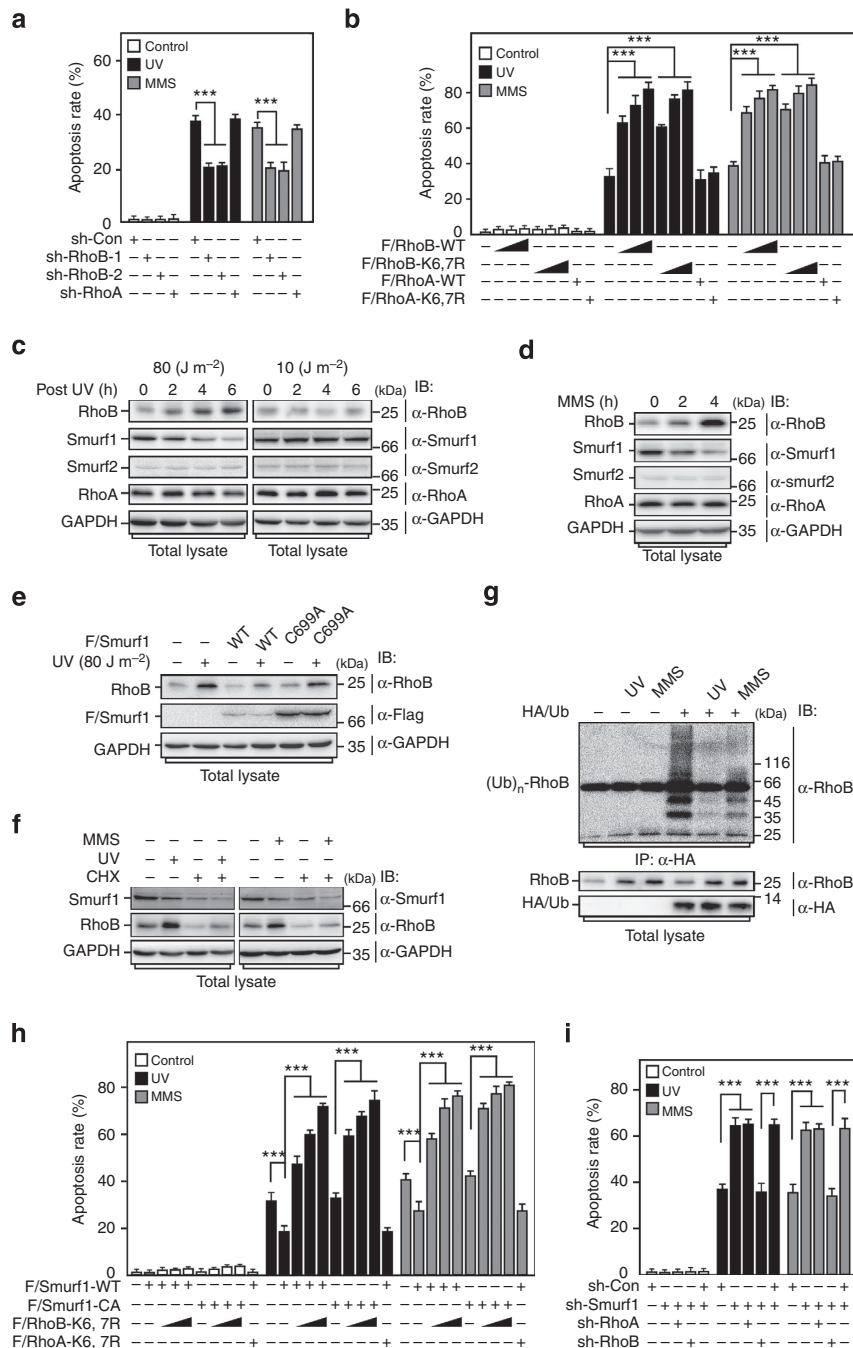 a
Apoptosis rate (%)
60
40
20
0
Control
UV
MMS
***
***
sh-Con + – – – + – – – + – – –
sh-RhoB-1 – + – – – + – – – + – –
sh-RhoB-2 – – + – – – + – – – + –
sh-RhoA – – – + – – – + – – – +
b
Apoptosis rate (%)
100
80
60
40
20
0
Control
UV
MMS
***
***
***
***
F/RhoB-WT
F/RhoB-K6,7R
F/RhoA-WT
F/RhoA-K6,7R
c
80 (J m–2) 10 (J m–2)
Post UV (h) 0 2 4 6 0 2 4 6 (kDa) IB:
RhoB 25 α-RhoB
Smurf1 66 α-Smurf1
Smurf2 66 α-Smurf2
RhoA 25 α-RhoA
GAPDH 35 α-GAPDH
Total lysate Total lysate
d
MMS (h) 0 2 4 IB:
(kDa)
RhoB 25 α-RhoB
Smurf1 66 α-Smurf1
Smurf2 66 α-smurf2
RhoA 25 α-RhoA
GAPDH 35 α-GAPDH
Total lysate
e
F/Smurf1 – – WT WT C699A C699A
UV (80 J m–2) – + – + – + (kDa) IB:
RhoB 25 α-RhoB
F/Smurf1 66 α-Flag
GAPDH 35 α-GAPDH
Total lysate
f
MMS – – – – – + – +
UV – + – + – – – –
CHX – – + + – – + + (kDa) IB:
Smurf1 66 α-Smurf1
RhoB 25 α-RhoB
GAPDH 35 α-GAPDH
Total lysate
g
UV MMS UV MMS
HA/Ub – – – + + + (kDa) IB:
(Ub)n-RhoB
116
66
45
35
25
α-RhoB
IP: α-HA
RhoB 25 α-RhoB
HA/Ub 14 α-HA
Total lysate
h
Apoptosis rate (%)
80
60
40
20
0
Control
UV
MMS
***
***
***
***
***
***
F/Smurf1-WT
F/Smurf1-CA
F/RhoB-K6, 7R
F/RhoA-K6, 7R
i
Apoptosis rate (%)
80
60
40
20
0
Control
UV
MMS
*** *** *** ***
sh-Con
sh-Smurf1
sh-RhoA
sh-RhoB